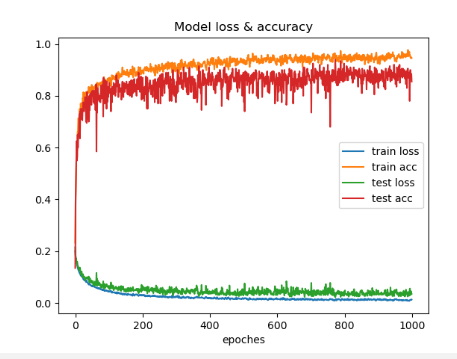 Model loss & accuracy
1.0
0.8
0.6
0.4
0.2
0.0
train loss
train acc
test loss
test acc
0 200 400 600 800 1000
epoches